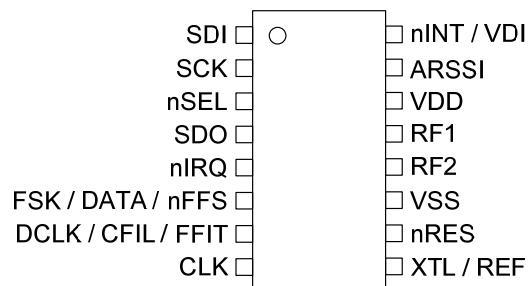 SDI
nINT / VDI
SCK
ARSSI
nSEL
VDD
SDO
RF1
nIRQ
RF2
FSK / DATA / nFFS
VSS
DCLK / CFIL / FFIT
nRES
CLK
XTL / REF